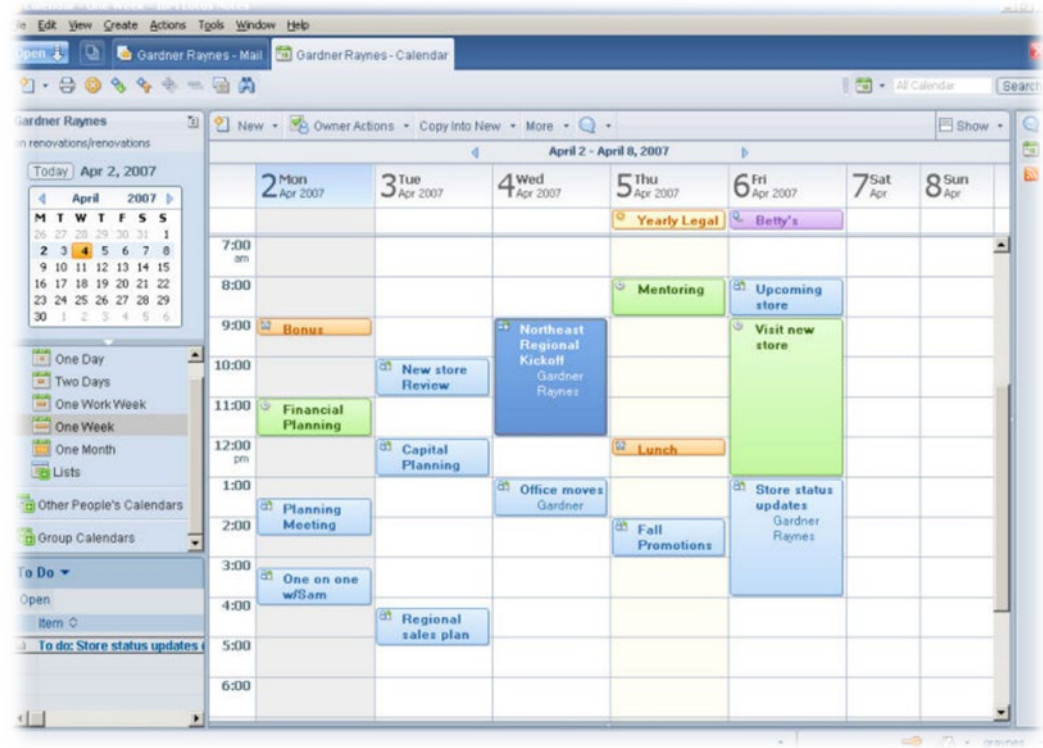 Calendar - One Week - IBM Lotus Notes
Edit View Create Actions Tools Window Help
Open
Gardner Raynes - Mail
Gardner Raynes - Calendar
All Calendar
Search
Gardner Raynes
on renovations/renovations
New
Owner Actions
Copy Into New
More
Show
Today Apr 2, 2007
April 2 - April 8, 2007
April 2007
M T W T F S S
26 27 28 29 30 31 1
2 3 4 5 6 7 8
9 10 11 12 13 14 15
16 17 18 19 20 21 22
23 24 25 26 27 28 29
30 1 2 3 4 5 6
One Day
Two Days
One Work Week
One Week
One Month
Lists
Other People's Calendars
Group Calendars
To Do
Open
Item
To do: Store status updates
2 Mon Apr 2007
3 Tue Apr 2007
4 Wed Apr 2007
5 Thu Apr 2007
6 Fri Apr 2007
7 Sat Apr
8 Sun Apr
Yearly Legal
Betty's
7:00 am
8:00
9:00
10:00
11:00
12:00 pm
1:00
2:00
3:00
4:00
5:00
6:00
Bonus
Financial
Planning
Planning
Meeting
One on one
w/Sam
New store
Review
Capital
Planning
Regional
sales plan
Northeast
Regional
Kickoff
Gardner
Raynes
Office moves
Gardner
Mentoring
Lunch
Fall
Promotions
Upcoming
store
Visit new
store
Store status
updates
Gardner
Raynes
graynes